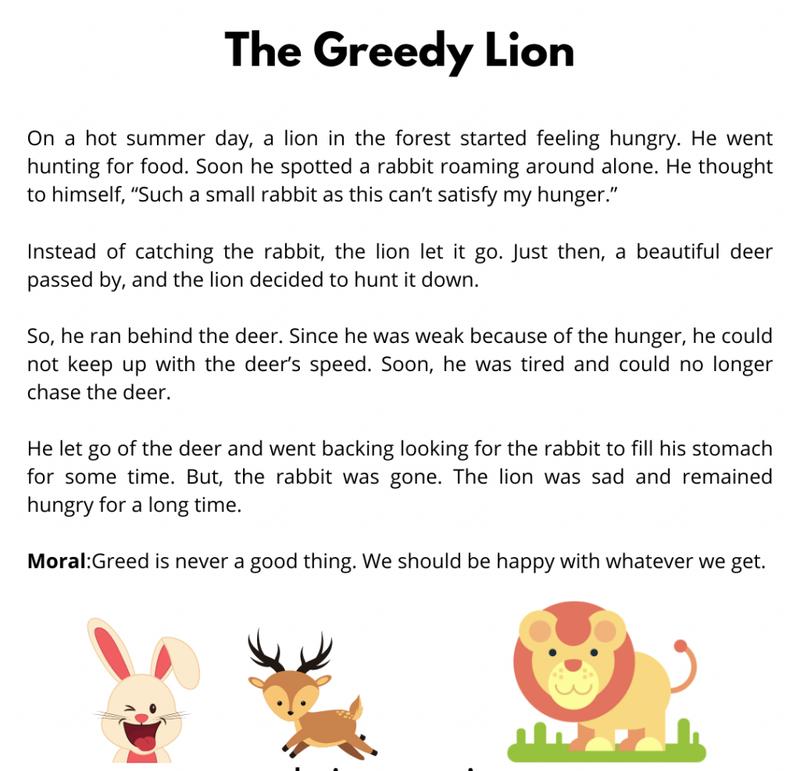 The Greedy Lion
On a hot summer day, a lion in the forest started feeling hungry. He went
hunting for food. Soon he spotted a rabbit roaming around alone. He thought
to himself, “Such a small rabbit as this can’t satisfy my hunger.”
Instead of catching the rabbit, the lion let it go. Just then, a beautiful deer
passed by, and the lion decided to hunt it down.
So, he ran behind the deer. Since he was weak because of the hunger, he could
not keep up with the deer’s speed. Soon, he was tired and could no longer
chase the deer.
He let go of the deer and went backing looking for the rabbit to fill his stomach
for some time. But, the rabbit was gone. The lion was sad and remained
hungry for a long time.
Moral:Greed is never a good thing. We should be happy with whatever we get.